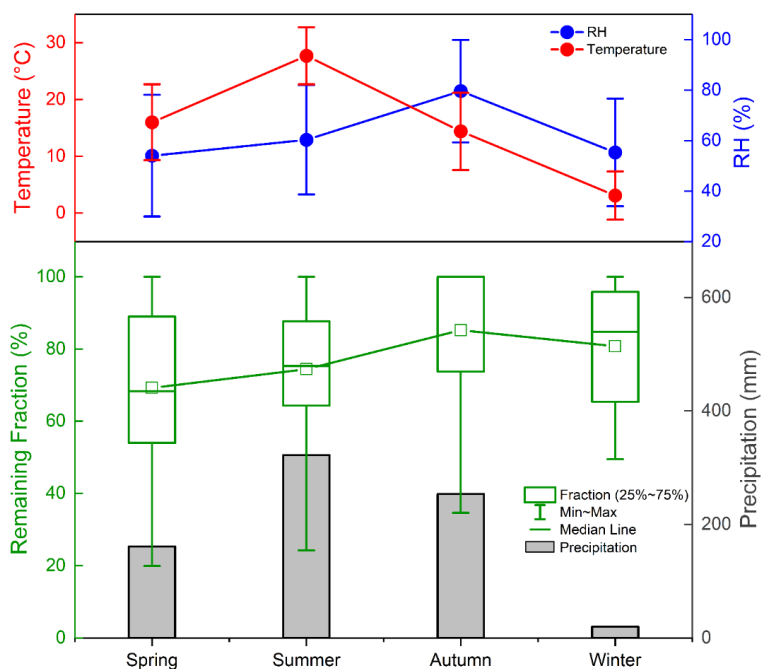 Temperature (°C)
30
20
10
0
RH
Temperature
100
80
60
40
20
RH (%)
Remaining Fraction (%)
100
80
60
40
20
0
Fraction (25%~75%)
Min~Max
Median Line
Precipitation
600
400
200
0
Precipitation (mm)
Spring
Summer
Autumn
Winter